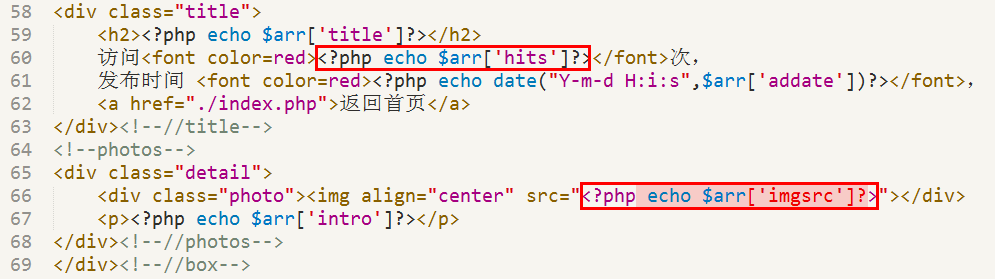 58 <div class="title">
59 <h2><?php echo $arr['title']?></h2>
60 访问<font color=red><?php echo $arr['hits']?></font>次，
61 发布时间 <font color=red><?php echo date("Y-m-d H:i:s",$arr['addate'])?></font>，
62 <a href="./index.php">返回首页</a>
63 </div><!--//title-->
64 <!--photos-->
65 <div class="detail">
66 <div class="photo"><img align="center" src="<?php echo $arr['imgsrc']?>"></div>
67 <p><?php echo $arr['intro']?></p>
68 </div><!--//photos-->
69 </div><!--//box-->